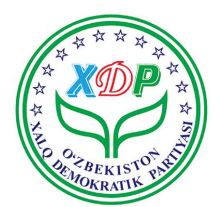 XDP
O'ZBEKISTON
XALQ DEMOKRATIK PARTIYASI